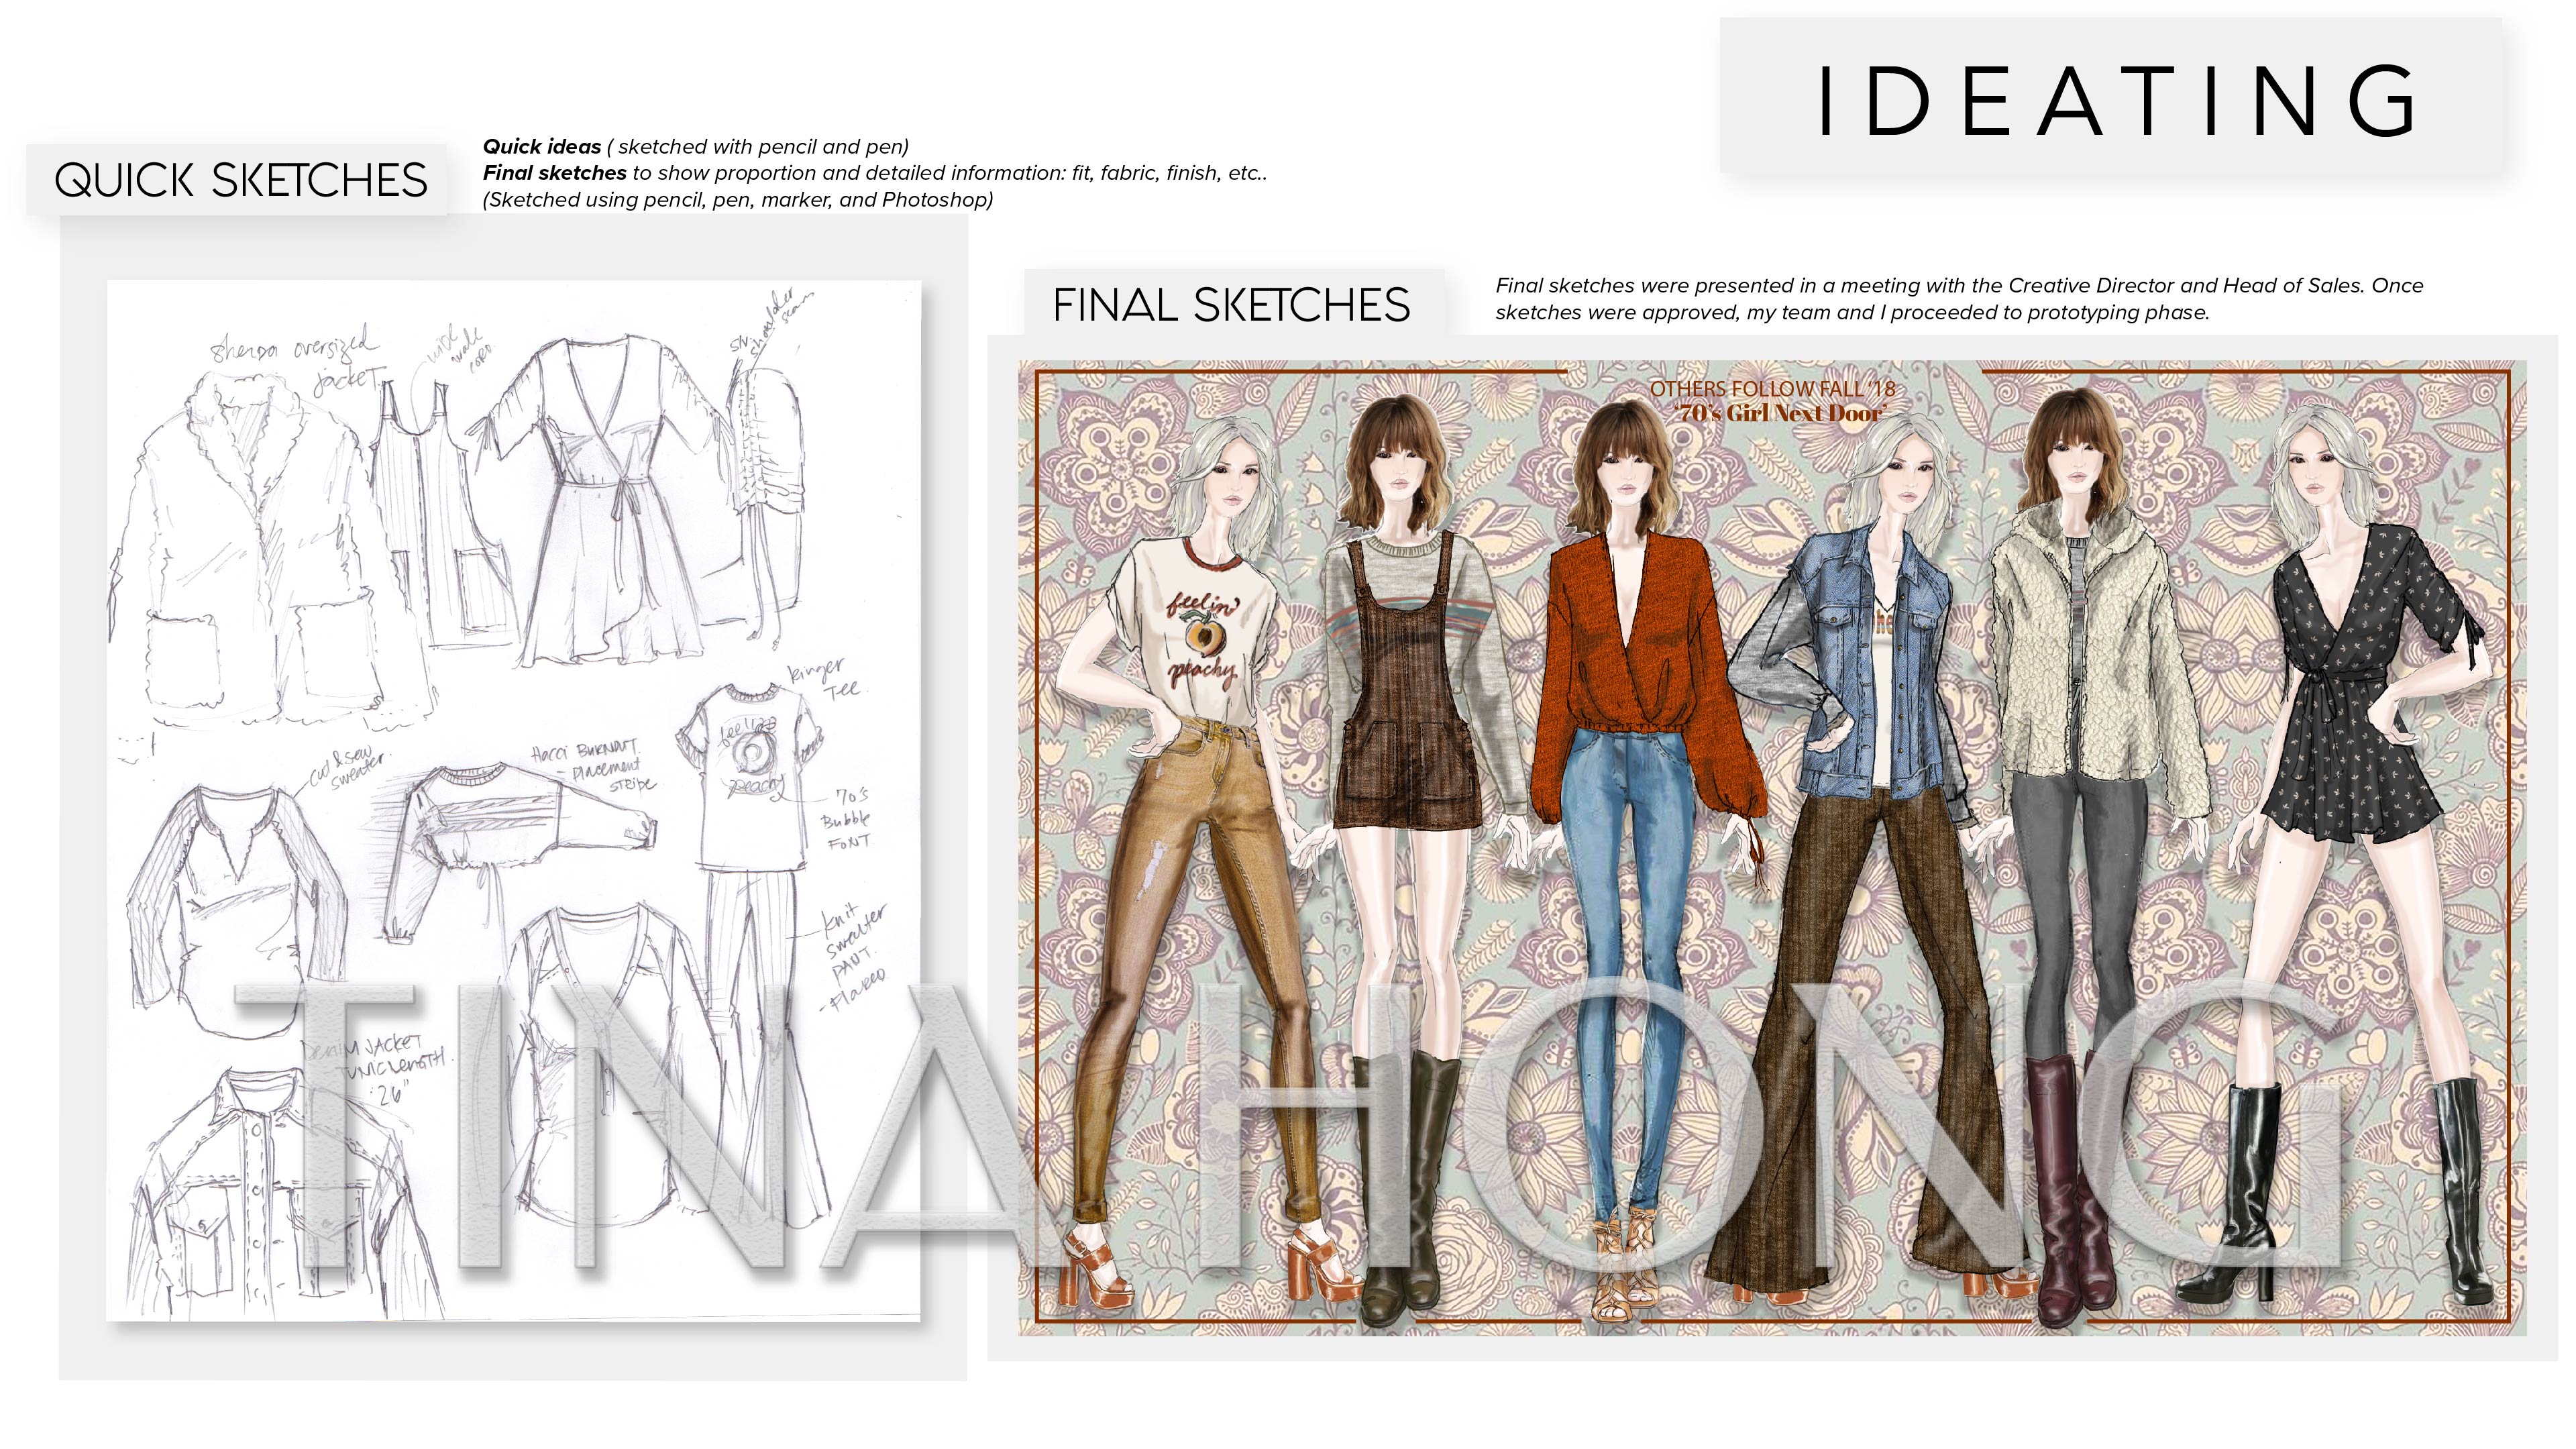 IDEATING
QUICK SKETCHES
Quick ideas ( sketched with pencil and pen)
Final sketches to show proportion and detailed information: fit, fabric, finish, etc..
(Sketched using pencil, pen, marker, and Photoshop)
sherpa oversized
jacket
wide
wale
shoulder
seam
ringer
Tee.
feeling
peachy
70's
Bubble
FONT
cut & sew
sweater.
Hacci BURNOUT
- Placement
stripe
knit
sweater
PANT.
- Flared
Denim JACKET
TUNIC Length
26"
FINAL SKETCHES
Final sketches were presented in a meeting with the Creative Director and Head of Sales. Once
sketches were approved, my team and I proceeded to prototyping phase.
OTHERS FOLLOW FALL '18
'70's Girl Next Door'
feelin'
peachy
TINA HONG